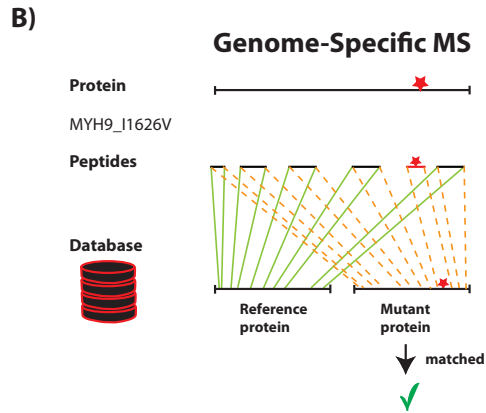 B)
Genome-Specific MS
Protein
MYH9_I1626V
Peptides
Database
Reference
protein
Mutant
protein
matched